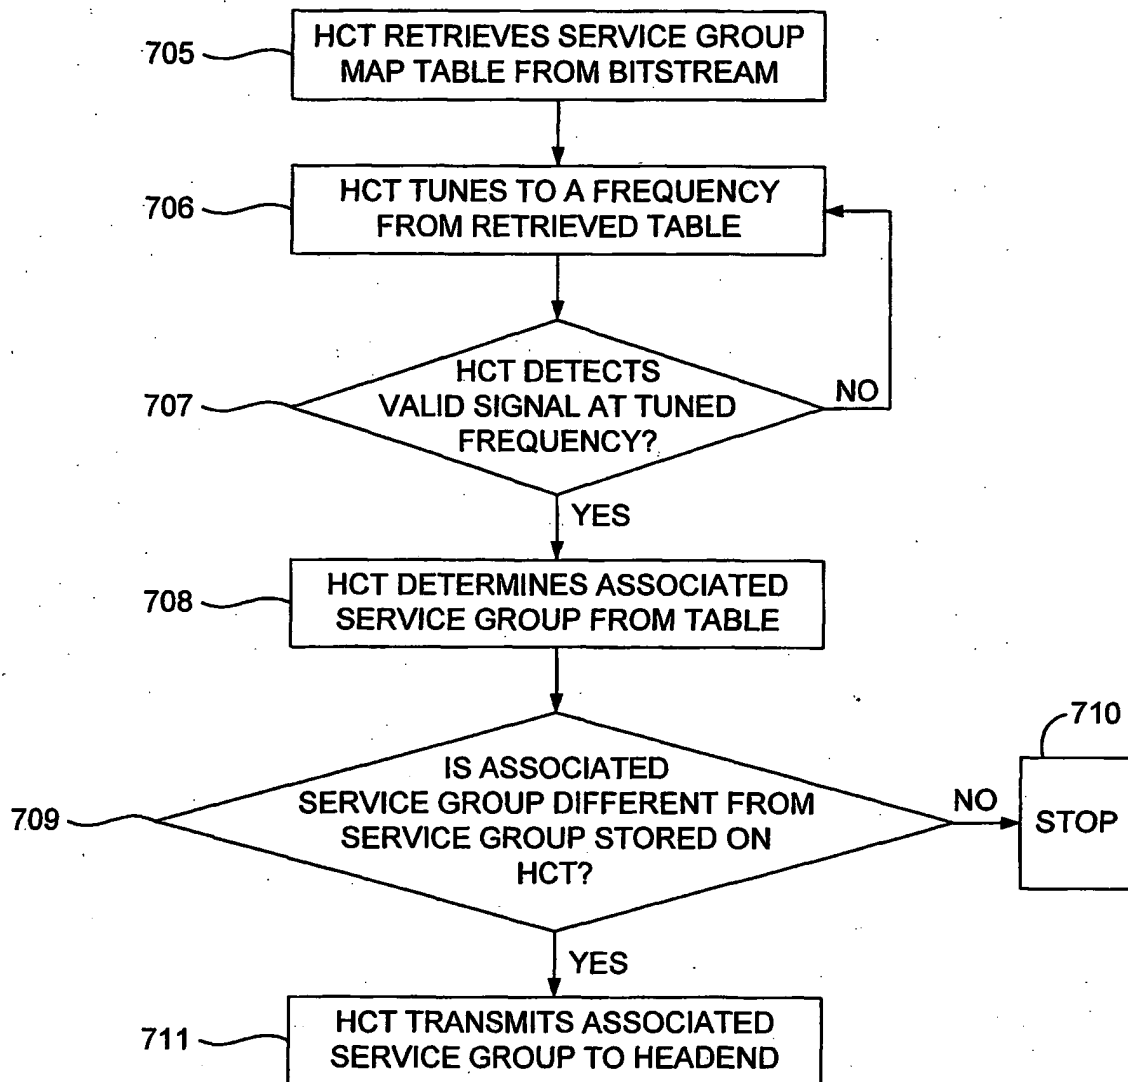 705
HCT RETRIEVES SERVICE GROUP
MAP TABLE FROM BITSTREAM
706
HCT TUNES TO A FREQUENCY
FROM RETRIEVED TABLE
707
HCT DETECTS
VALID SIGNAL AT TUNED
FREQUENCY?
NO
YES
708
HCT DETERMINES ASSOCIATED
SERVICE GROUP FROM TABLE
709
IS ASSOCIATED
SERVICE GROUP DIFFERENT FROM
SERVICE GROUP STORED ON
HCT?
NO
710
STOP
YES
711
HCT TRANSMITS ASSOCIATED
SERVICE GROUP TO HEADEND